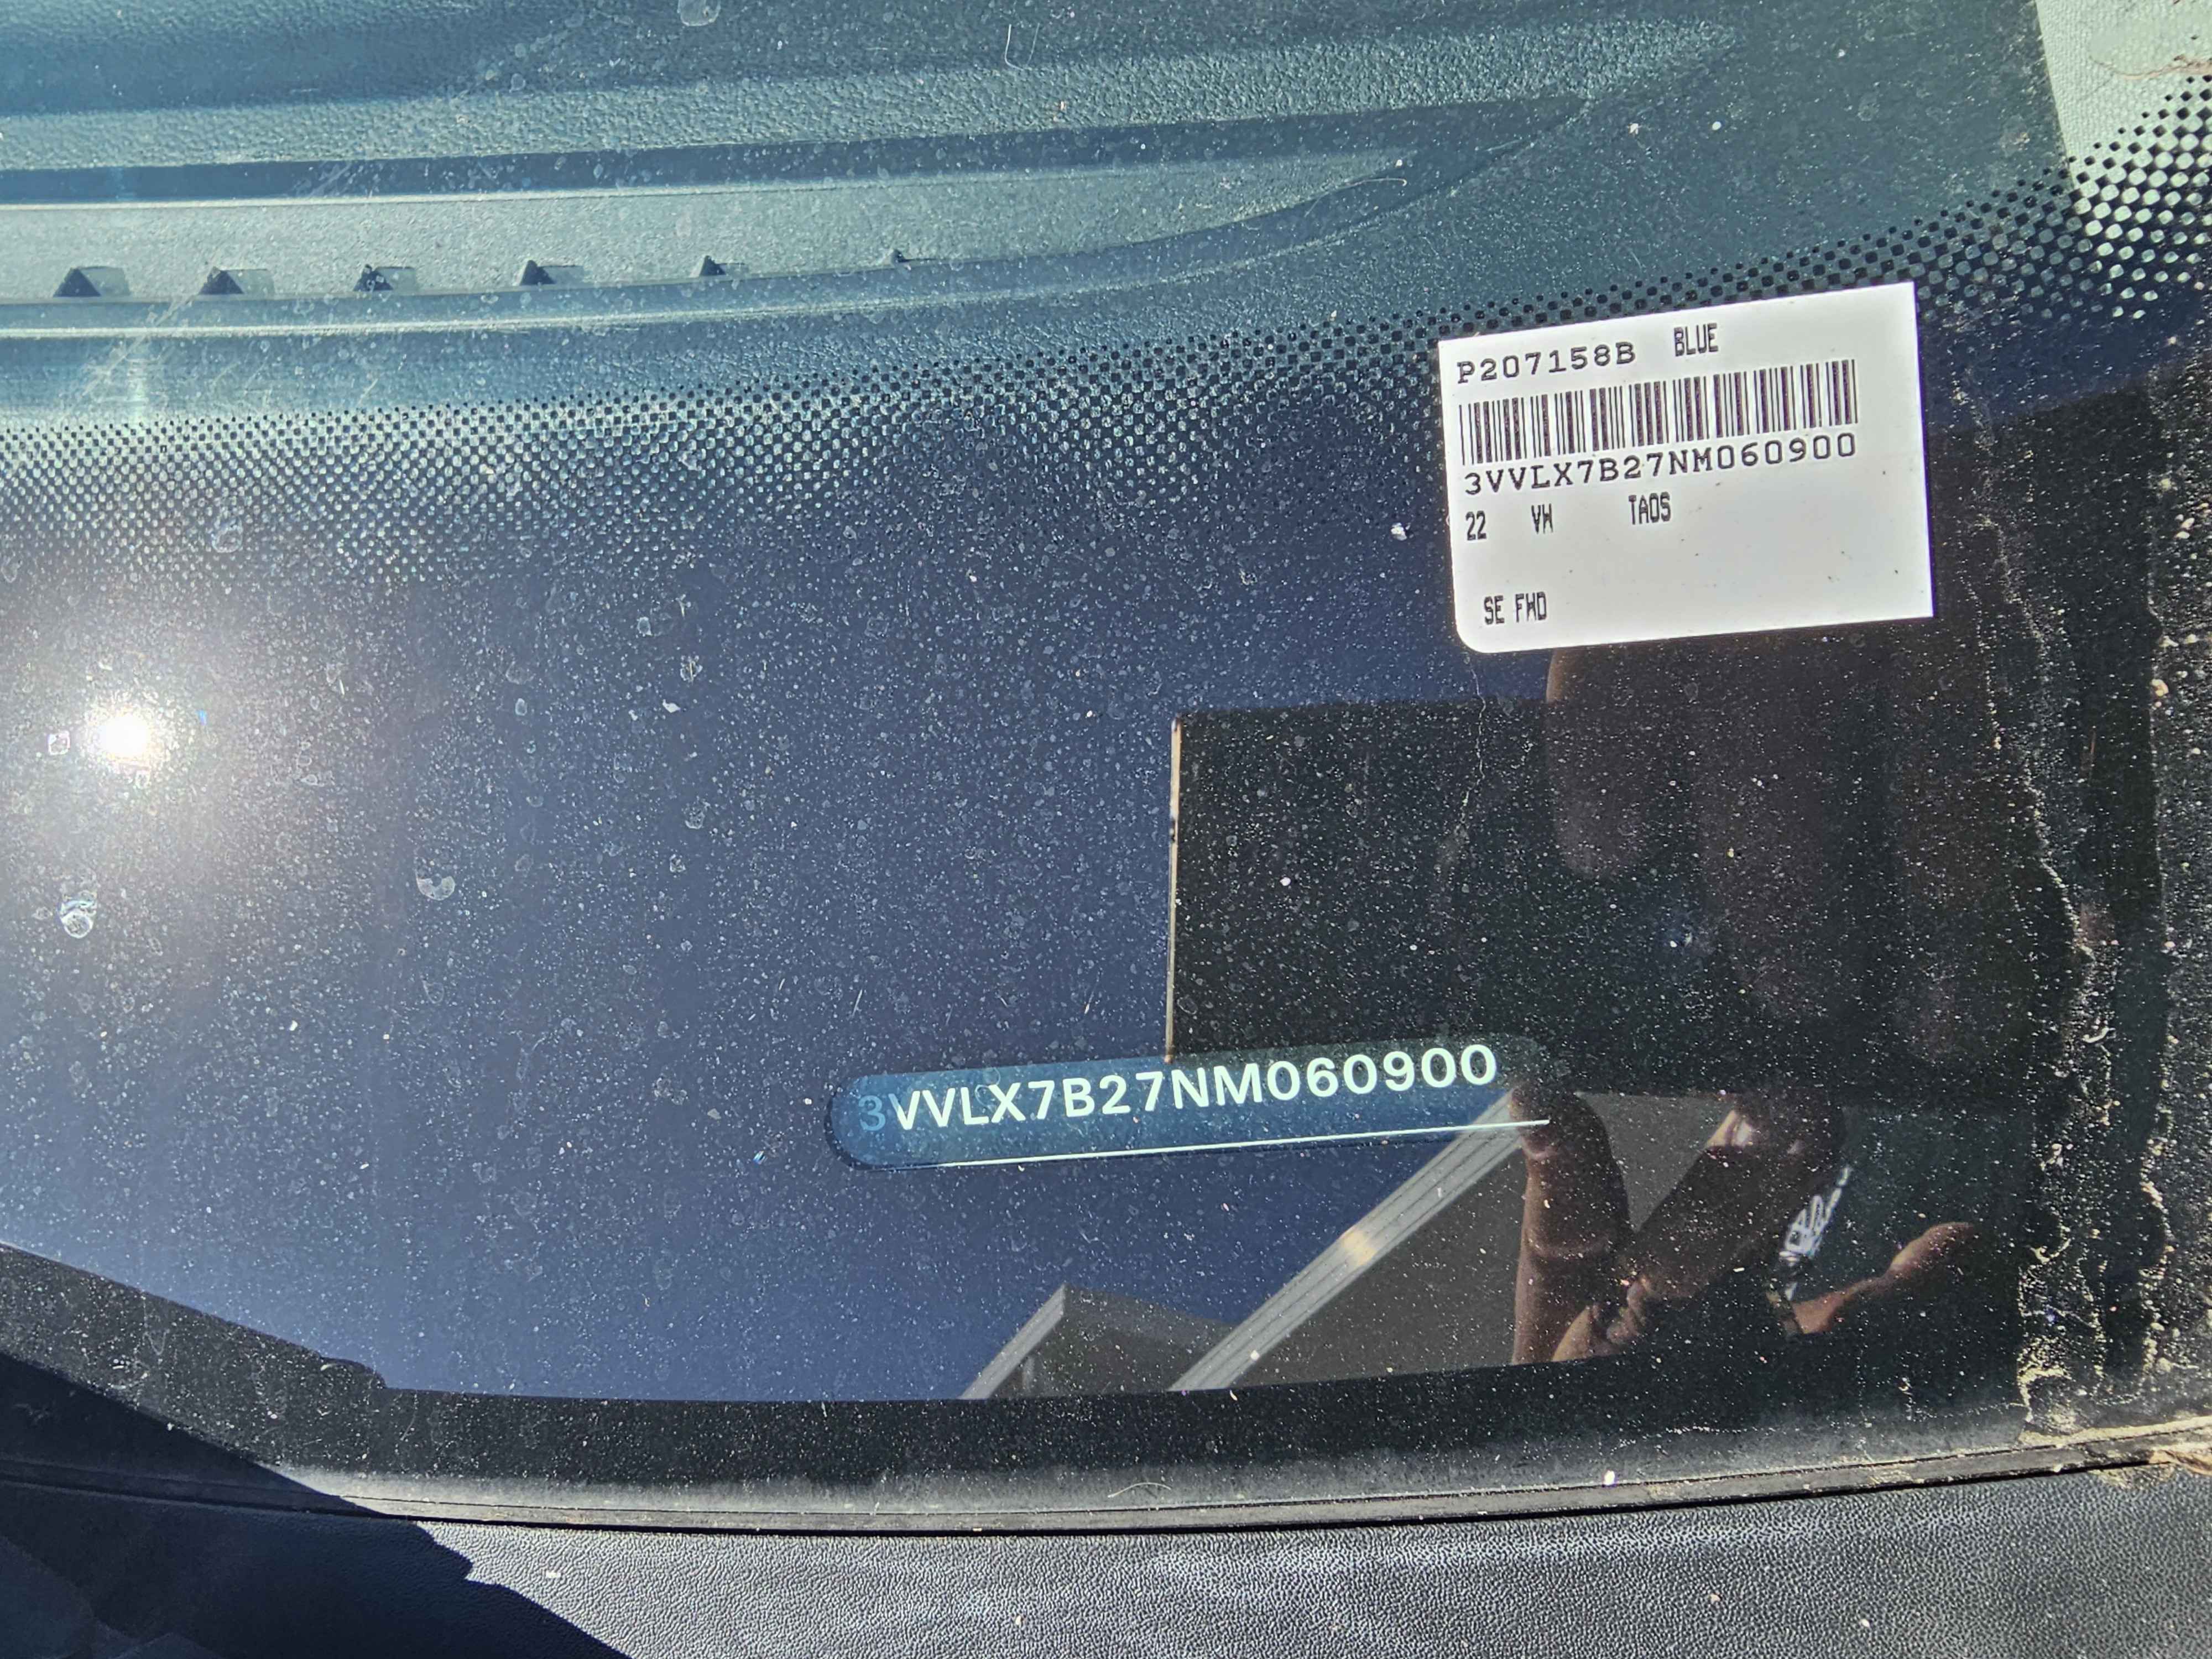 P207158B BLUE
3VVLX7B27NM060900
22 VW TAOS
SE FWD
3VVLX7B27NM060900